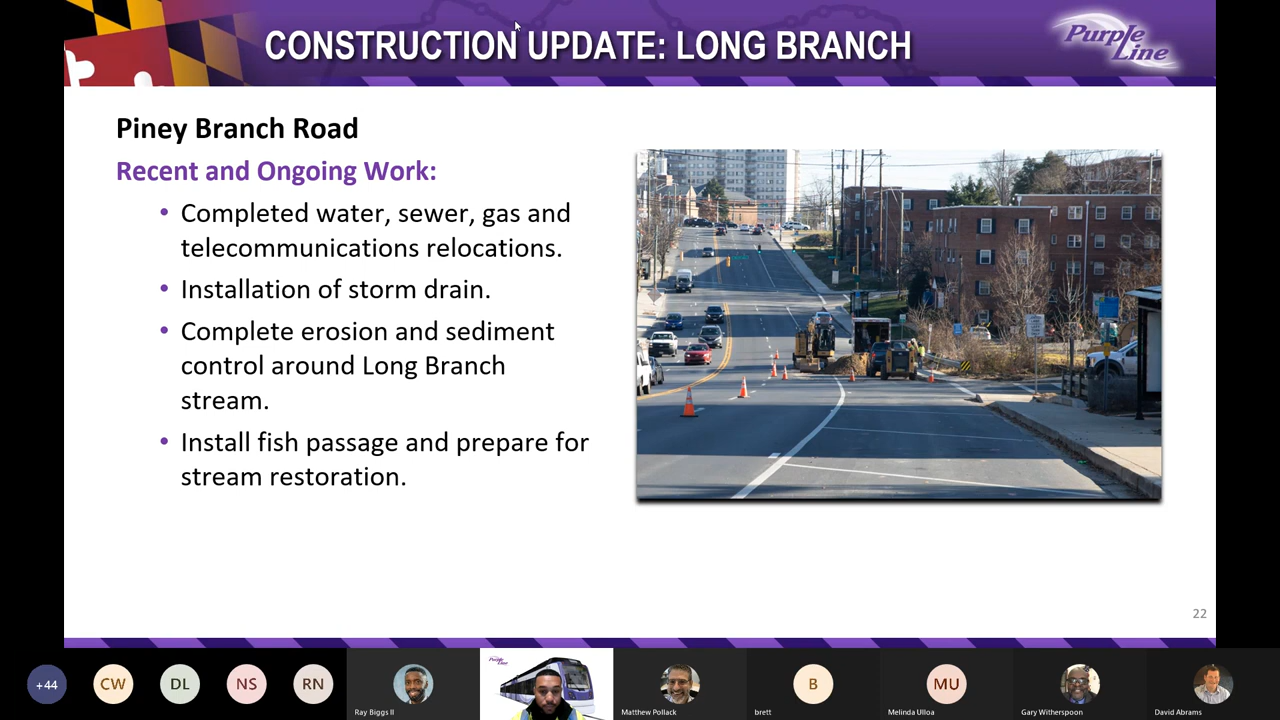 CONSTRUCTION UPDATE: LONG BRANCH
Purple
Line
Piney Branch Road
Recent and Ongoing Work:
• Completed water, sewer, gas and
telecommunications relocations.
• Installation of storm drain.
• Complete erosion and sediment
control around Long Branch
stream.
• Install fish passage and prepare for
stream restoration.
22
+44
CW
DL
NS
RN
Ray Biggs II
Purple
Line
Matthew Pollack
B
brett
MU
Melinda Ulloa
Gary Witherspoon
David Abrams